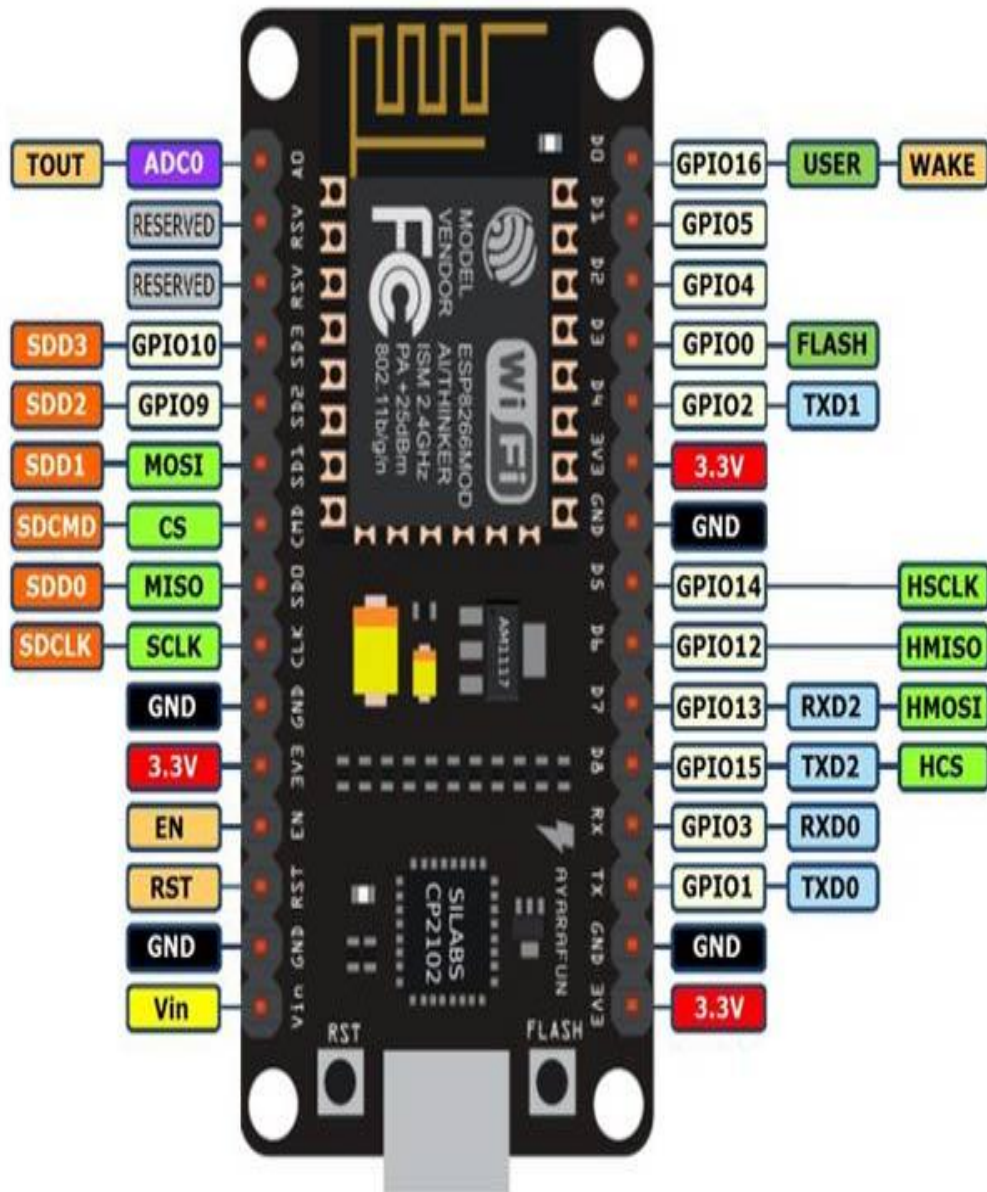 TOUT ADC0 A0 D0 GPIO16 USER WAKE
RESERVED RSV D1 GPIO5
RESERVED RSV D2 GPIO4
SDD3 GPIO10 SD3 D3 GPIO0 FLASH
SDD2 GPIO9 SD2 D4 GPIO2 TXD1
SDD1 MOSI SD1 3V3 3.3V
SDCMD CS CMD GND GND
SDD0 MISO SD0 D5 GPIO14 HSCLK
SDCLK SCLK CLK D6 GPIO12 HMISO
GND GND D7 GPIO13 RXD2 HMOSI
3.3V 3V3 D8 GPIO15 TXD2 HCS
EN EN RX GPIO3 RXD0
RST RST TX GPIO1 TXD0
GND GND GND GND
Vin Vin 3V3 3.3V
MODEL ESP8266MOD
VENDOR AI/THINKER
ISM 2.4GHz
PA +25dBm
802.11b/g/n
FC
WiFi
AM1117
AYARAFUN
SILABS
CP2102
RST
FLASH